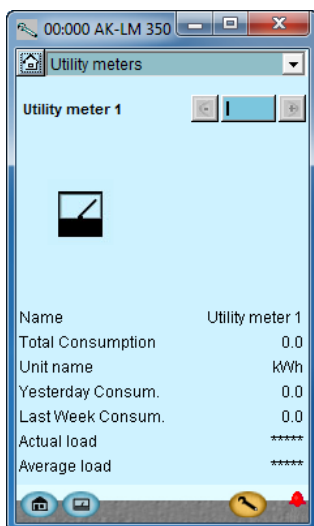 00:000 AK-LM 350
Utility meters
Utility meter 1
Name Utility meter 1
Total Consumption 0.0
Unit name kWh
Yesterday Consum. 0.0
Last Week Consum. 0.0
Actual load *****
Average load *****